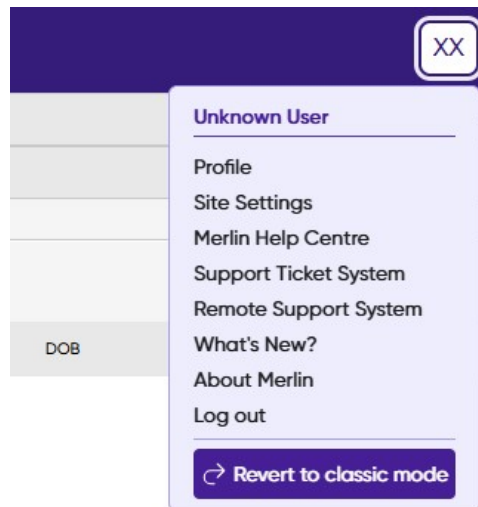 XX
Unknown User
Profile
Site Settings
Merlin Help Centre
Support Ticket System
Remote Support System
DOB
What's New?
About Merlin
Log out
Revert to classic mode